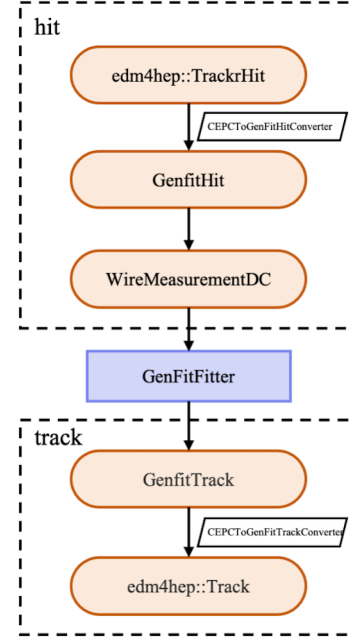 hit
edm4hep::TrackrHit
CEPCToGenFitHitConverter
GenfitHit
WireMeasurementDC
GenFitFitter
track
GenfitTrack
CEPCToGenFitTrackConverter
edm4hep::Track